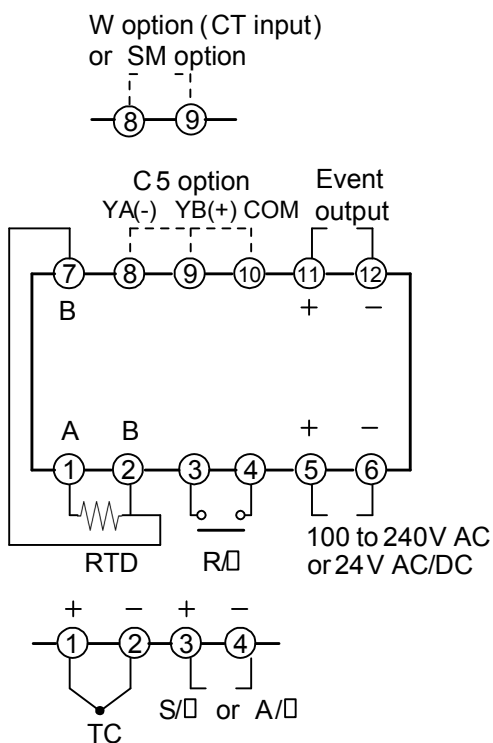 W option (CT input)
or SM option
8 9
C5 option
Event
YA(-) YB(+) COM
output
7 8 9 10 11 12
B + −
A B + −
1 2 3 4 5 6
100 to 240V AC
RTD R/▯
or 24V AC/DC
+ − + −
1 2 3 4
S/▯ or A/▯
TC